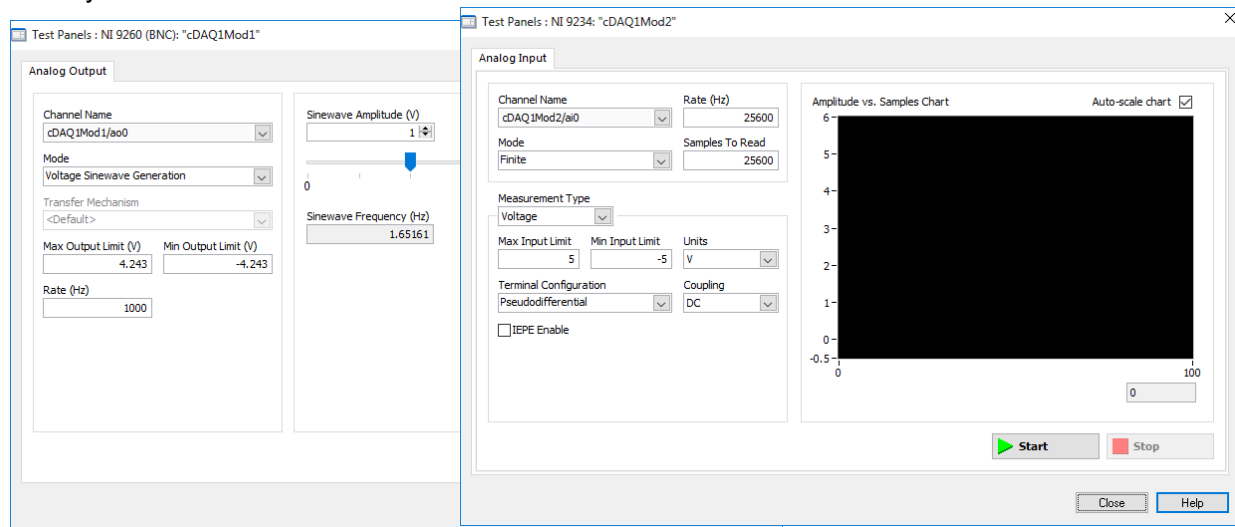 Test Panels : NI 9260 (BNC): "cDAQ1Mod1"
Analog Output
Channel Name
cDAQ1Mod1/ao0
Mode
Voltage Sinewave Generation
Transfer Mechanism
<Default>
Max Output Limit (V) Min Output Limit (V)
4.243 -4.243
Rate (Hz)
1000
Sinewave Amplitude (V)
1
0
Sinewave Frequency (Hz)
1.65161
Test Panels : NI 9234: "cDAQ1Mod2"
Analog Input
Channel Name Rate (Hz)
cDAQ1Mod2/ai0 25600
Mode Samples To Read
Finite 25600
Measurement Type
Voltage
Max Input Limit Min Input Limit Units
5 -5 V
Terminal Configuration Coupling
Pseudodifferential DC
IEPE Enable
Amplitude vs. Samples Chart Auto-scale chart
6
5
4
3
2
1
0
-0.5
0 100
0
Start Stop
Close Help